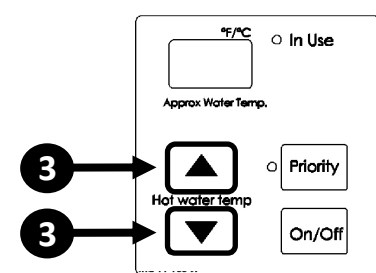 °F/°C
In Use
Approx Water Temp.
3
Priority
Hot water temp
3
On/Off